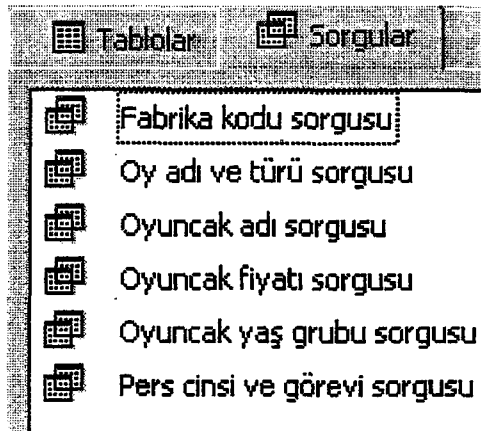 Tablolar Sorgular
Fabrika kodu sorgusu
Oy adı ve türü sorgusu
Oyuncak adı sorgusu
Oyuncak fiyatı sorgusu
Oyuncak yaş grubu sorgusu
Pers cinsi ve görevi sorgusu